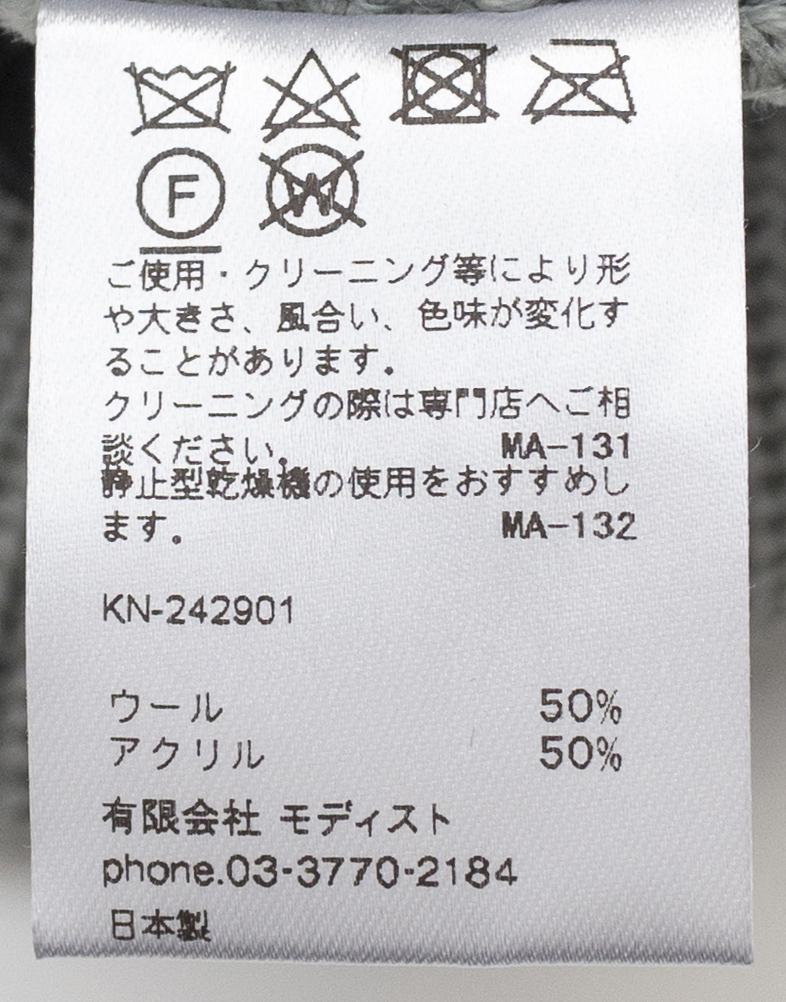 F W
ご使用・クリーニング等により形
や大きさ、風合い、色味が変化す
ることがあります。
クリーニングの際は専門店へご相
談ください。 MA-131
静止型乾燥機の使用をおすすめし
ます。 MA-132
KN-242901
ウール 50%
アクリル 50%
有限会社 モディスト
phone.03-3770-2184
日本製